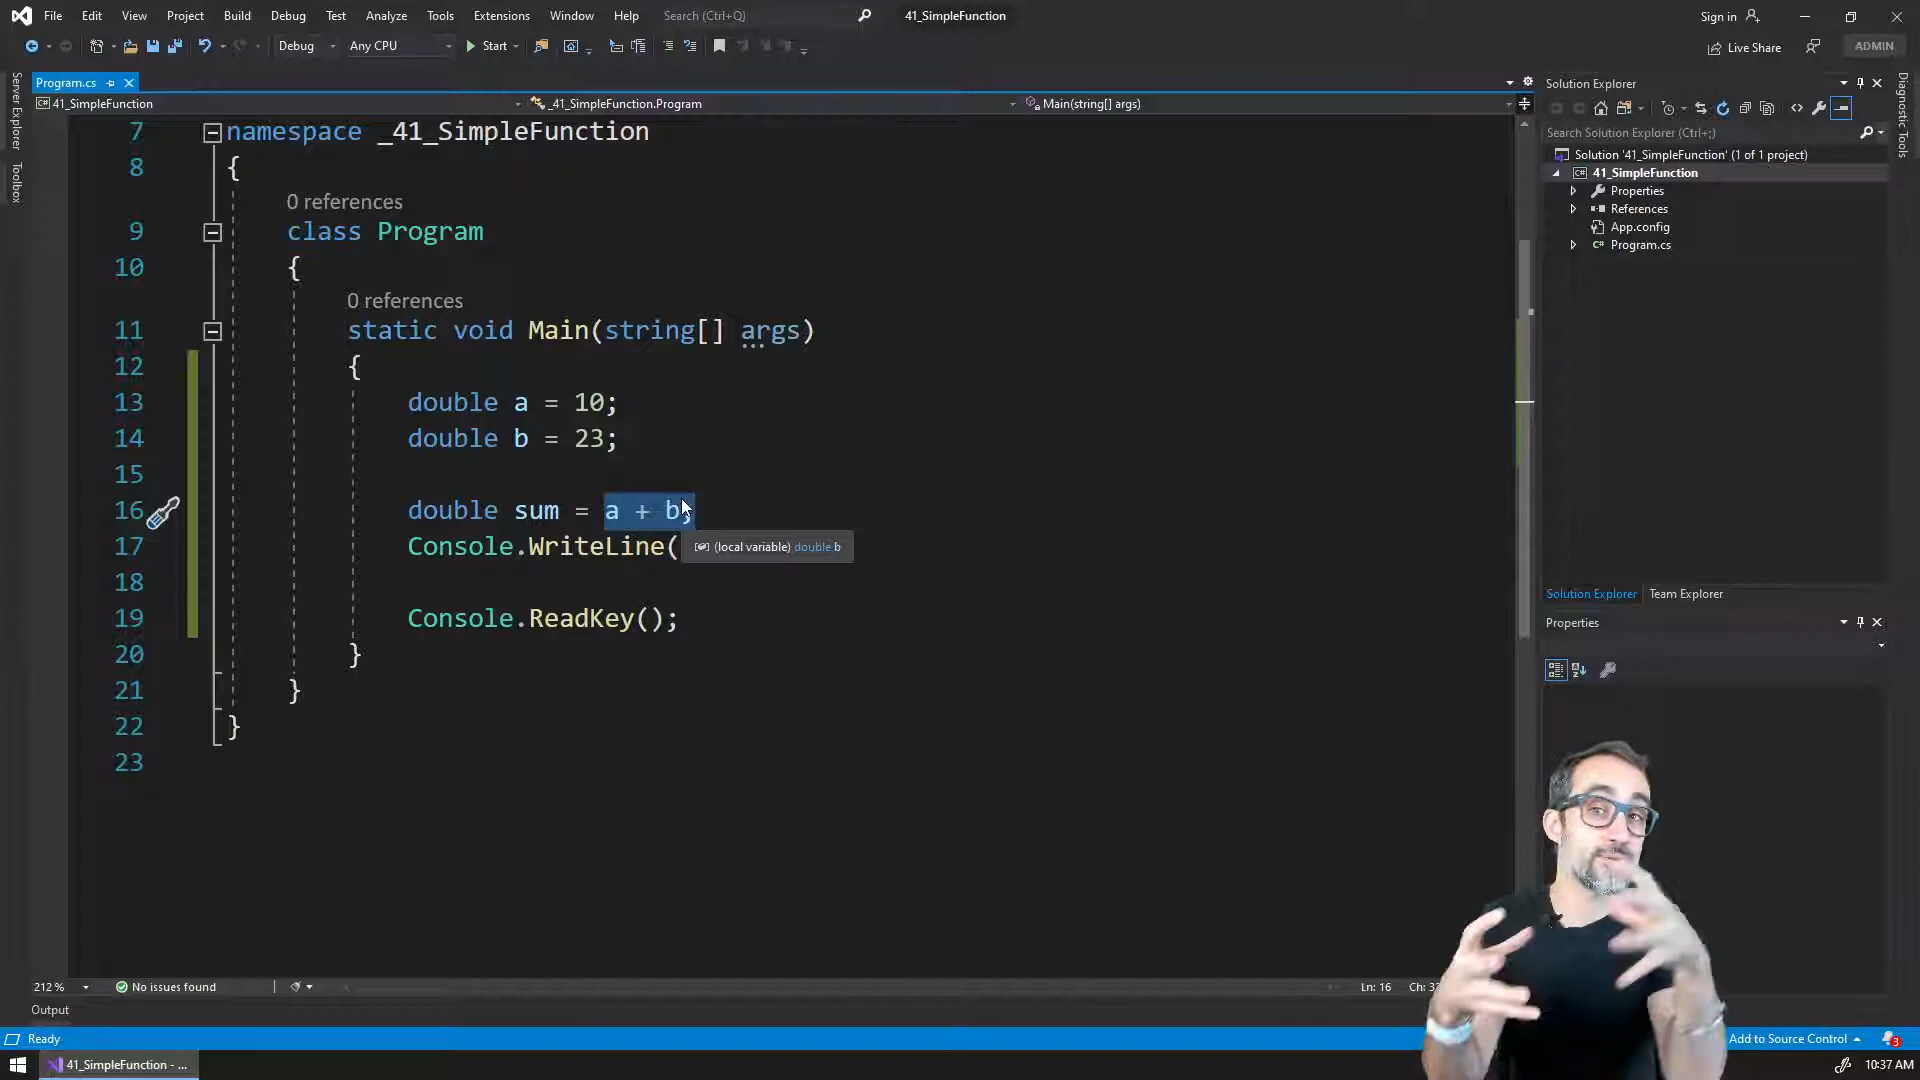 File Edit View Project Build Debug Test Analyze Tools Extensions Window Help Search (Ctrl+Q) 41_SimpleFunction Sign in
Debug Any CPU Start Live Share ADMIN
Program.cs
41_SimpleFunction _41_SimpleFunction.Program Main(string[] args)
Server Explorer
Toolbox
7 namespace _41_SimpleFunction
8 {
0 references
9 class Program
10 {
0 references
11 static void Main(string[] args)
12 {
13 double a = 10;
14 double b = 23;
15
16 double sum = a + b;
17 Console.WriteLine(
(local variable) double b
18
19 Console.ReadKey();
20 }
21 }
22 }
23
Solution Explorer
Search Solution Explorer (Ctrl+;)
Solution '41_SimpleFunction' (1 of 1 project)
41_SimpleFunction
Properties
References
App.config
Program.cs
Solution Explorer Team Explorer
Properties
Diagnostic Tools
212 % No issues found Ln: 16 Ch:
Output
Ready Add to Source Control 3
41_SimpleFunction - ... 10:37 AM